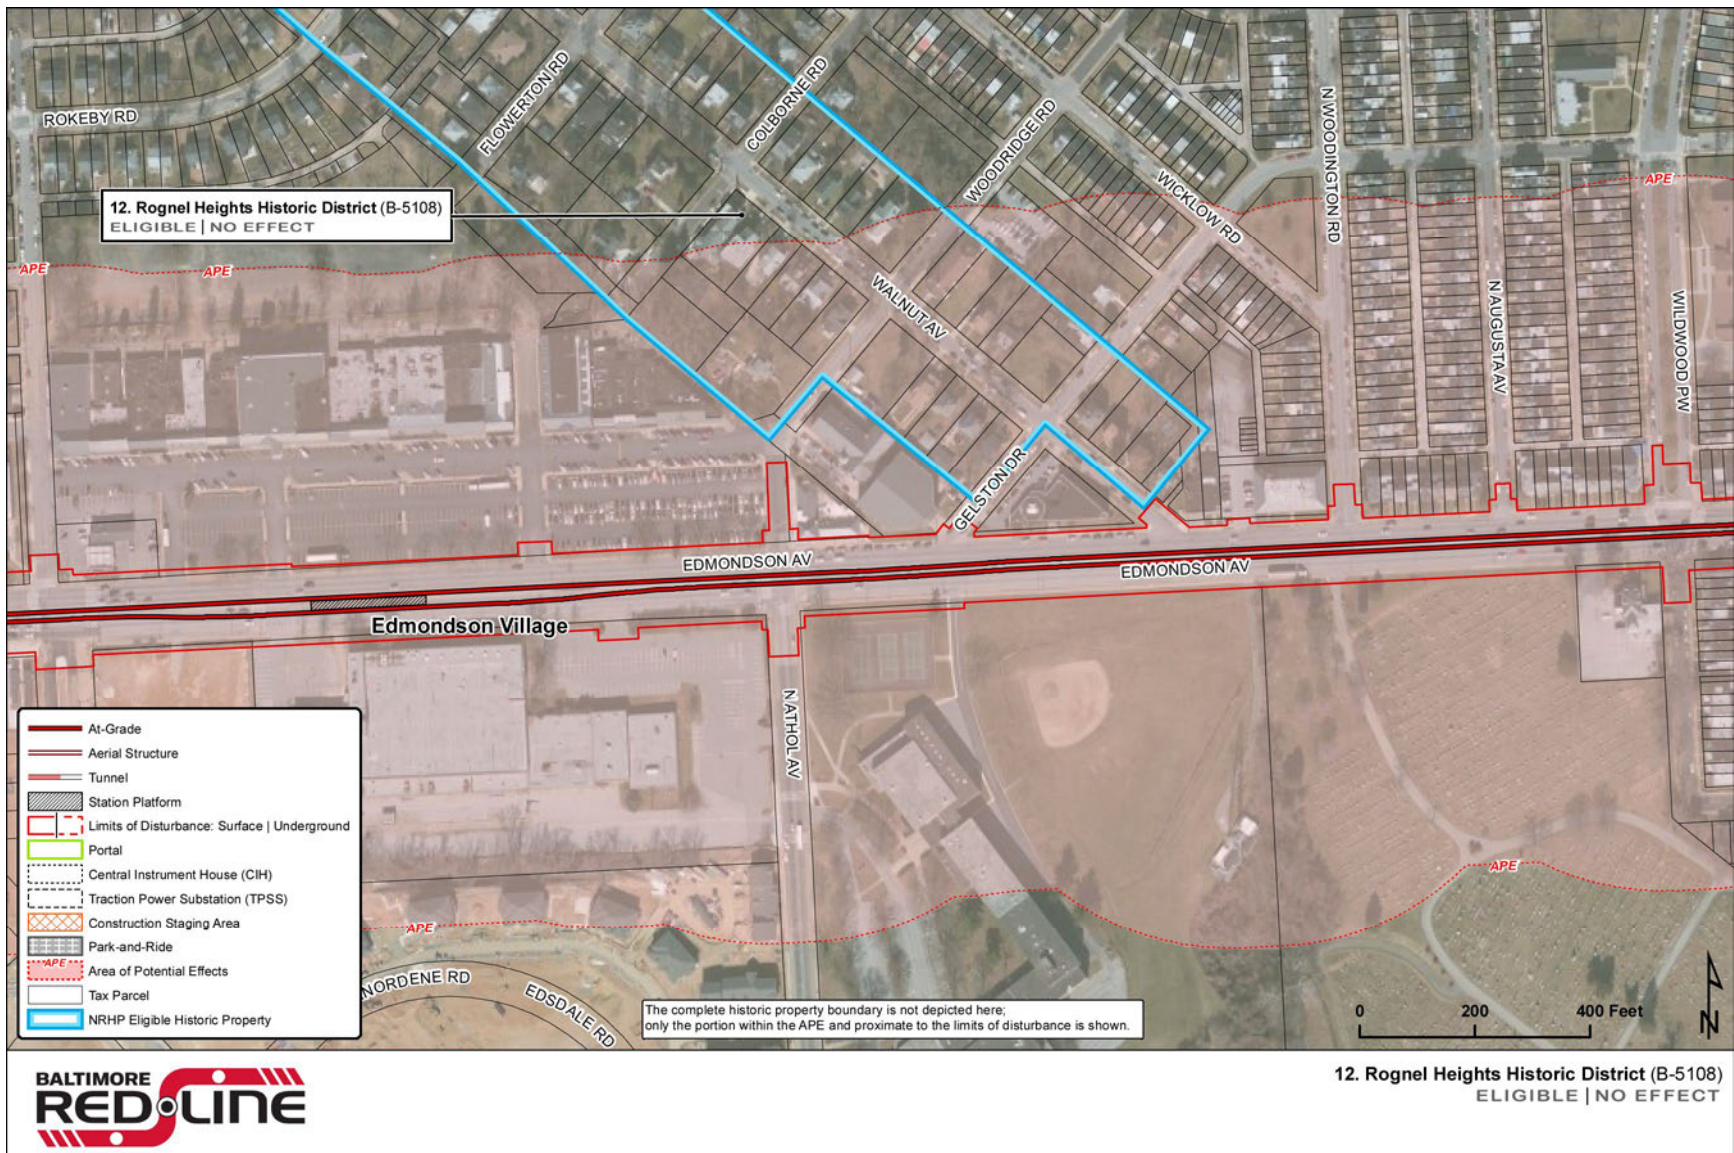 ROKEBY RD
FLOWERTON RD
COLBORNE RD
WOODRIDGE RD
WICKLOW RD
N WOODINGTON RD
N AUGUSTA AV
WILDWOOD PW
12. Rognel Heights Historic District (B-5108)
ELIGIBLE | NO EFFECT
APE
APE
APE
WALNUT AV
GELSTON DR
EDMONDSON AV
EDMONDSON AV
Edmondson Village
N ATHOL AV
APE
APE
NORDENE RD
EDSDALE RD
At-Grade
Aerial Structure
Tunnel
Station Platform
Limits of Disturbance: Surface | Underground
Portal
Central Instrument House (CIH)
Traction Power Substation (TPSS)
Construction Staging Area
Park-and-Ride
APE
Area of Potential Effects
Tax Parcel
NRHP Eligible Historic Property
The complete historic property boundary is not depicted here;
only the portion within the APE and proximate to the limits of disturbance is shown.
0 200 400 Feet
N
BALTIMORE
RED LINE
12. Rognel Heights Historic District (B-5108)
ELIGIBLE | NO EFFECT